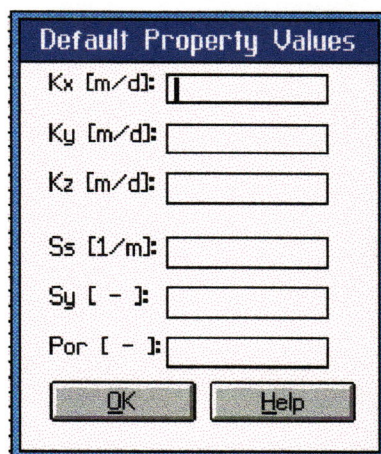 Default Property Values
Kx [m/d]:
Ky [m/d]:
Kz [m/d]:
Ss [1/m]:
Sy [ - ]:
Por [ - ]:
OK
Help